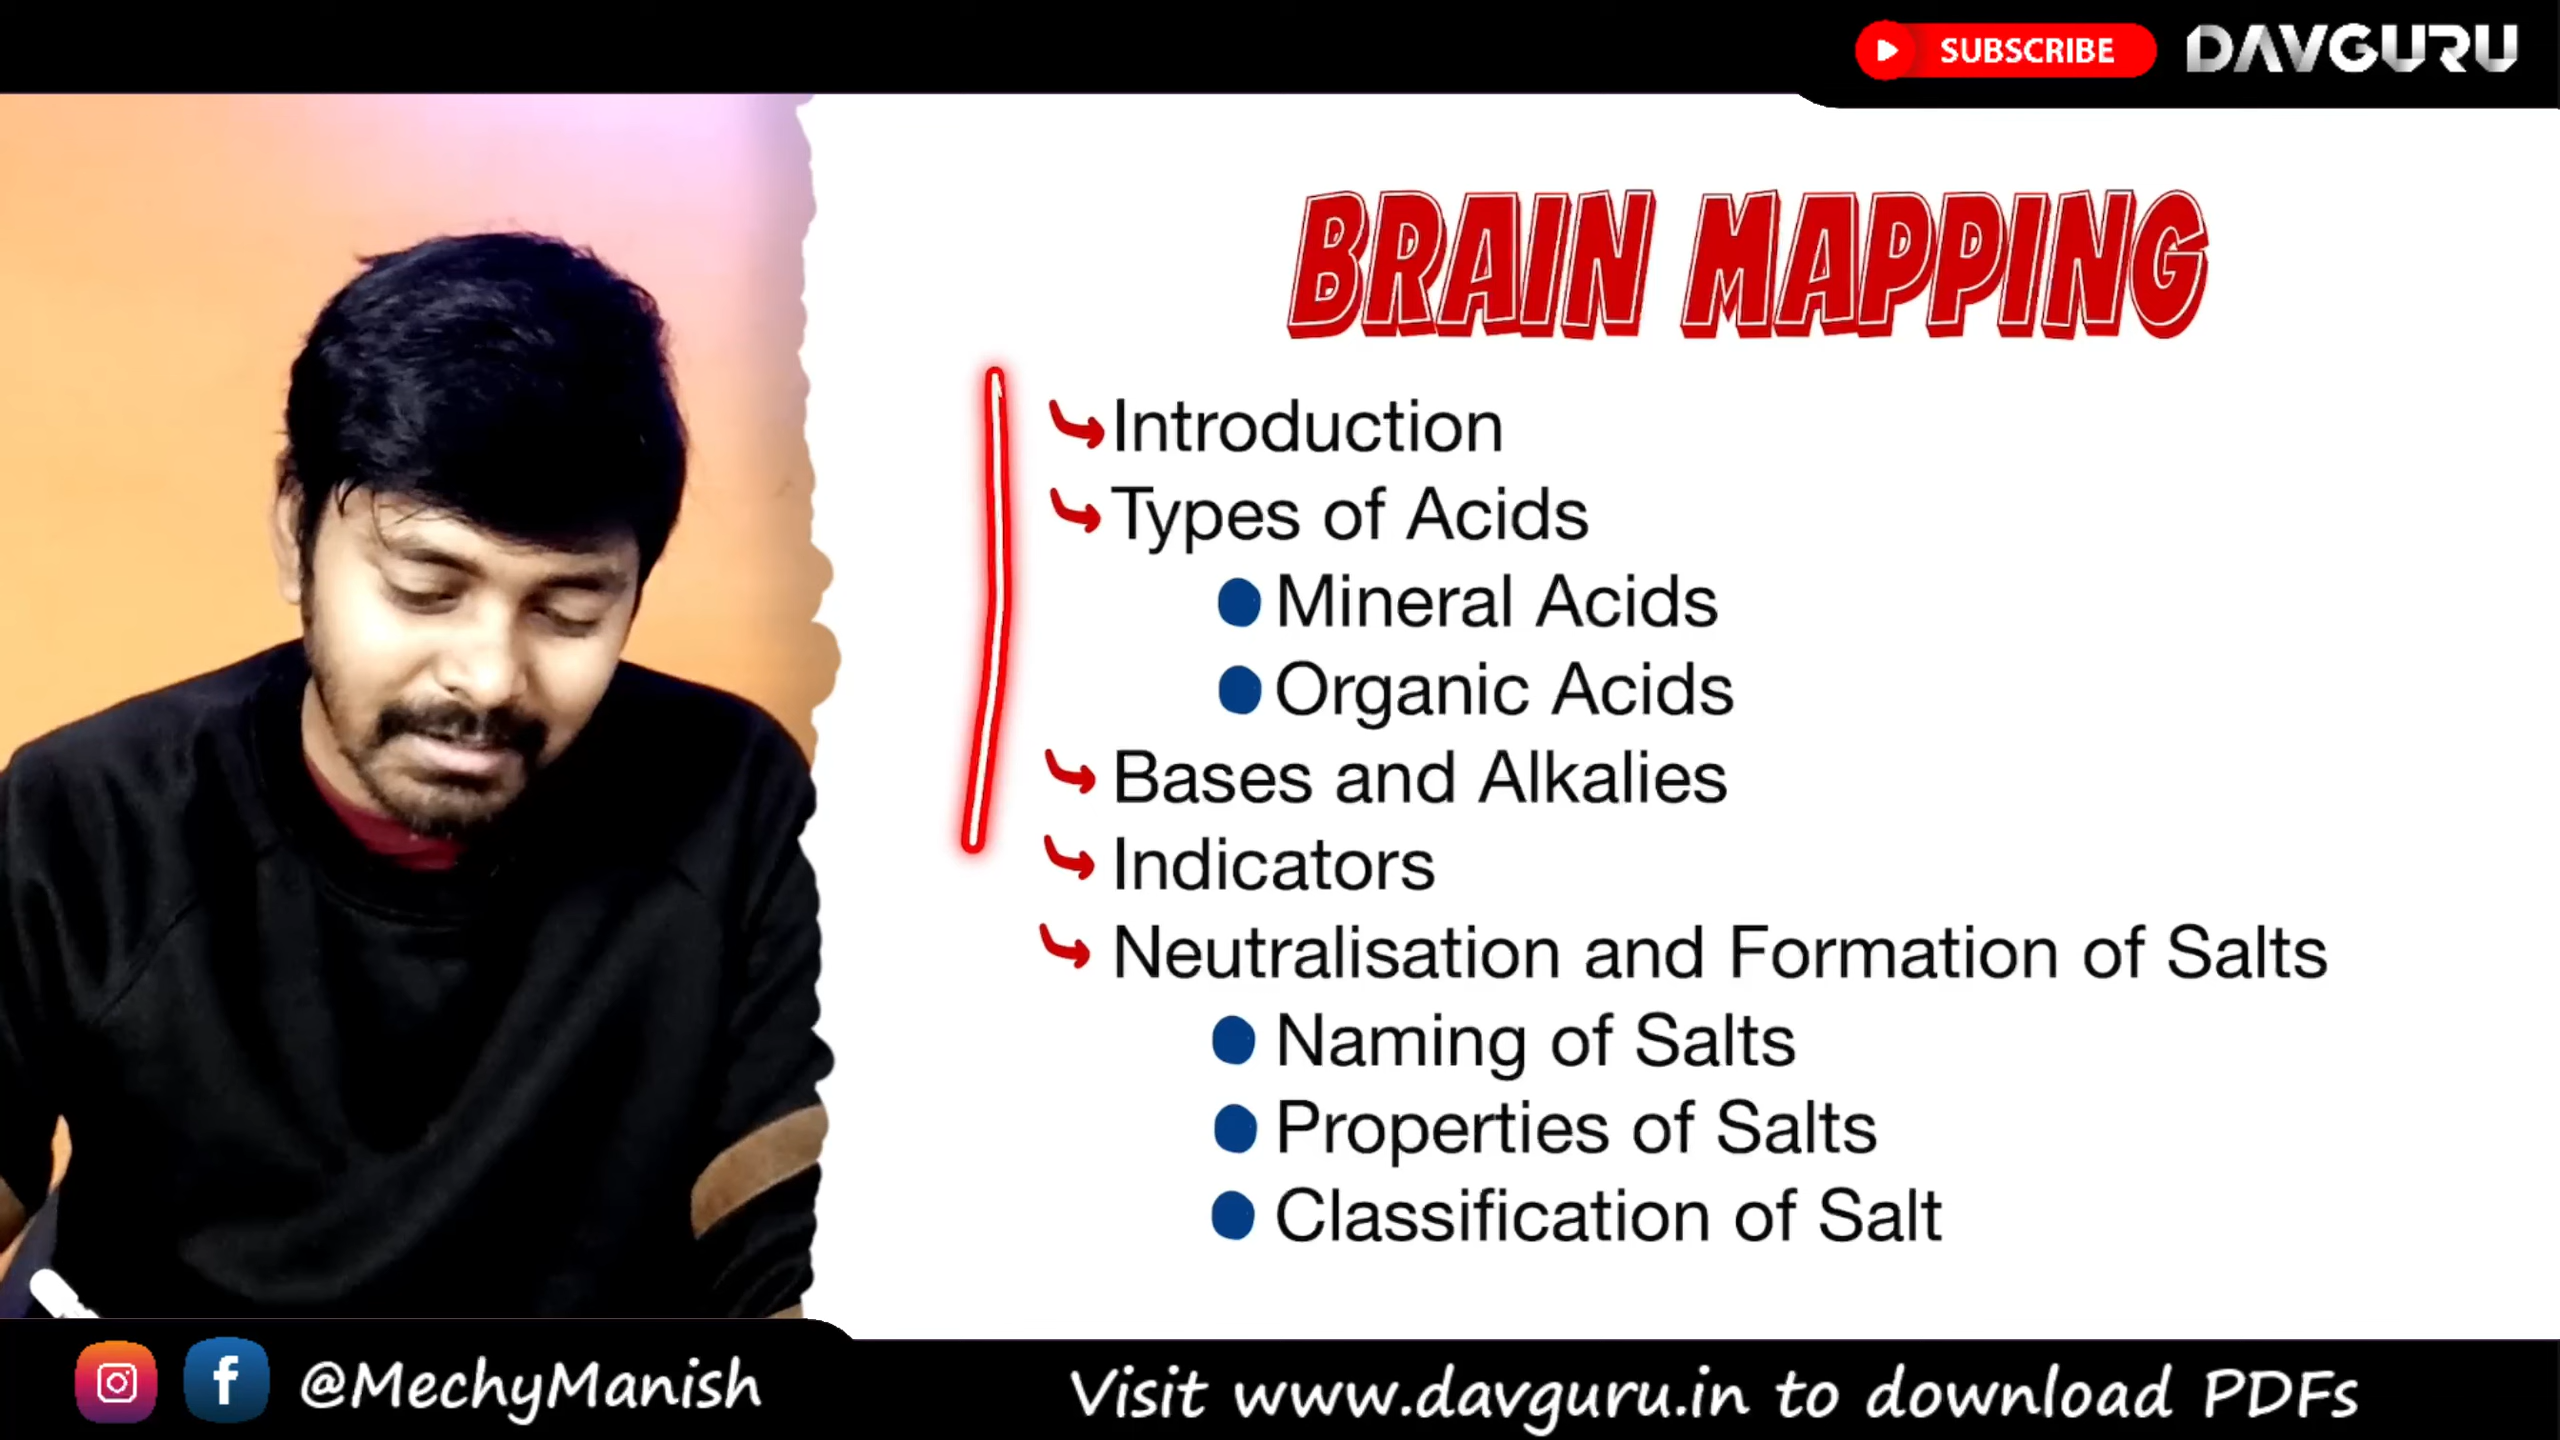 SUBSCRIBE DAVGURU
BRAIN MAPPING
Introduction
Types of Acids
Mineral Acids
Organic Acids
Bases and Alkalies
Indicators
Neutralisation and Formation of Salts
Naming of Salts
Properties of Salts
Classification of Salt
@MechyManish
Visit www.davguru.in to download PDFs